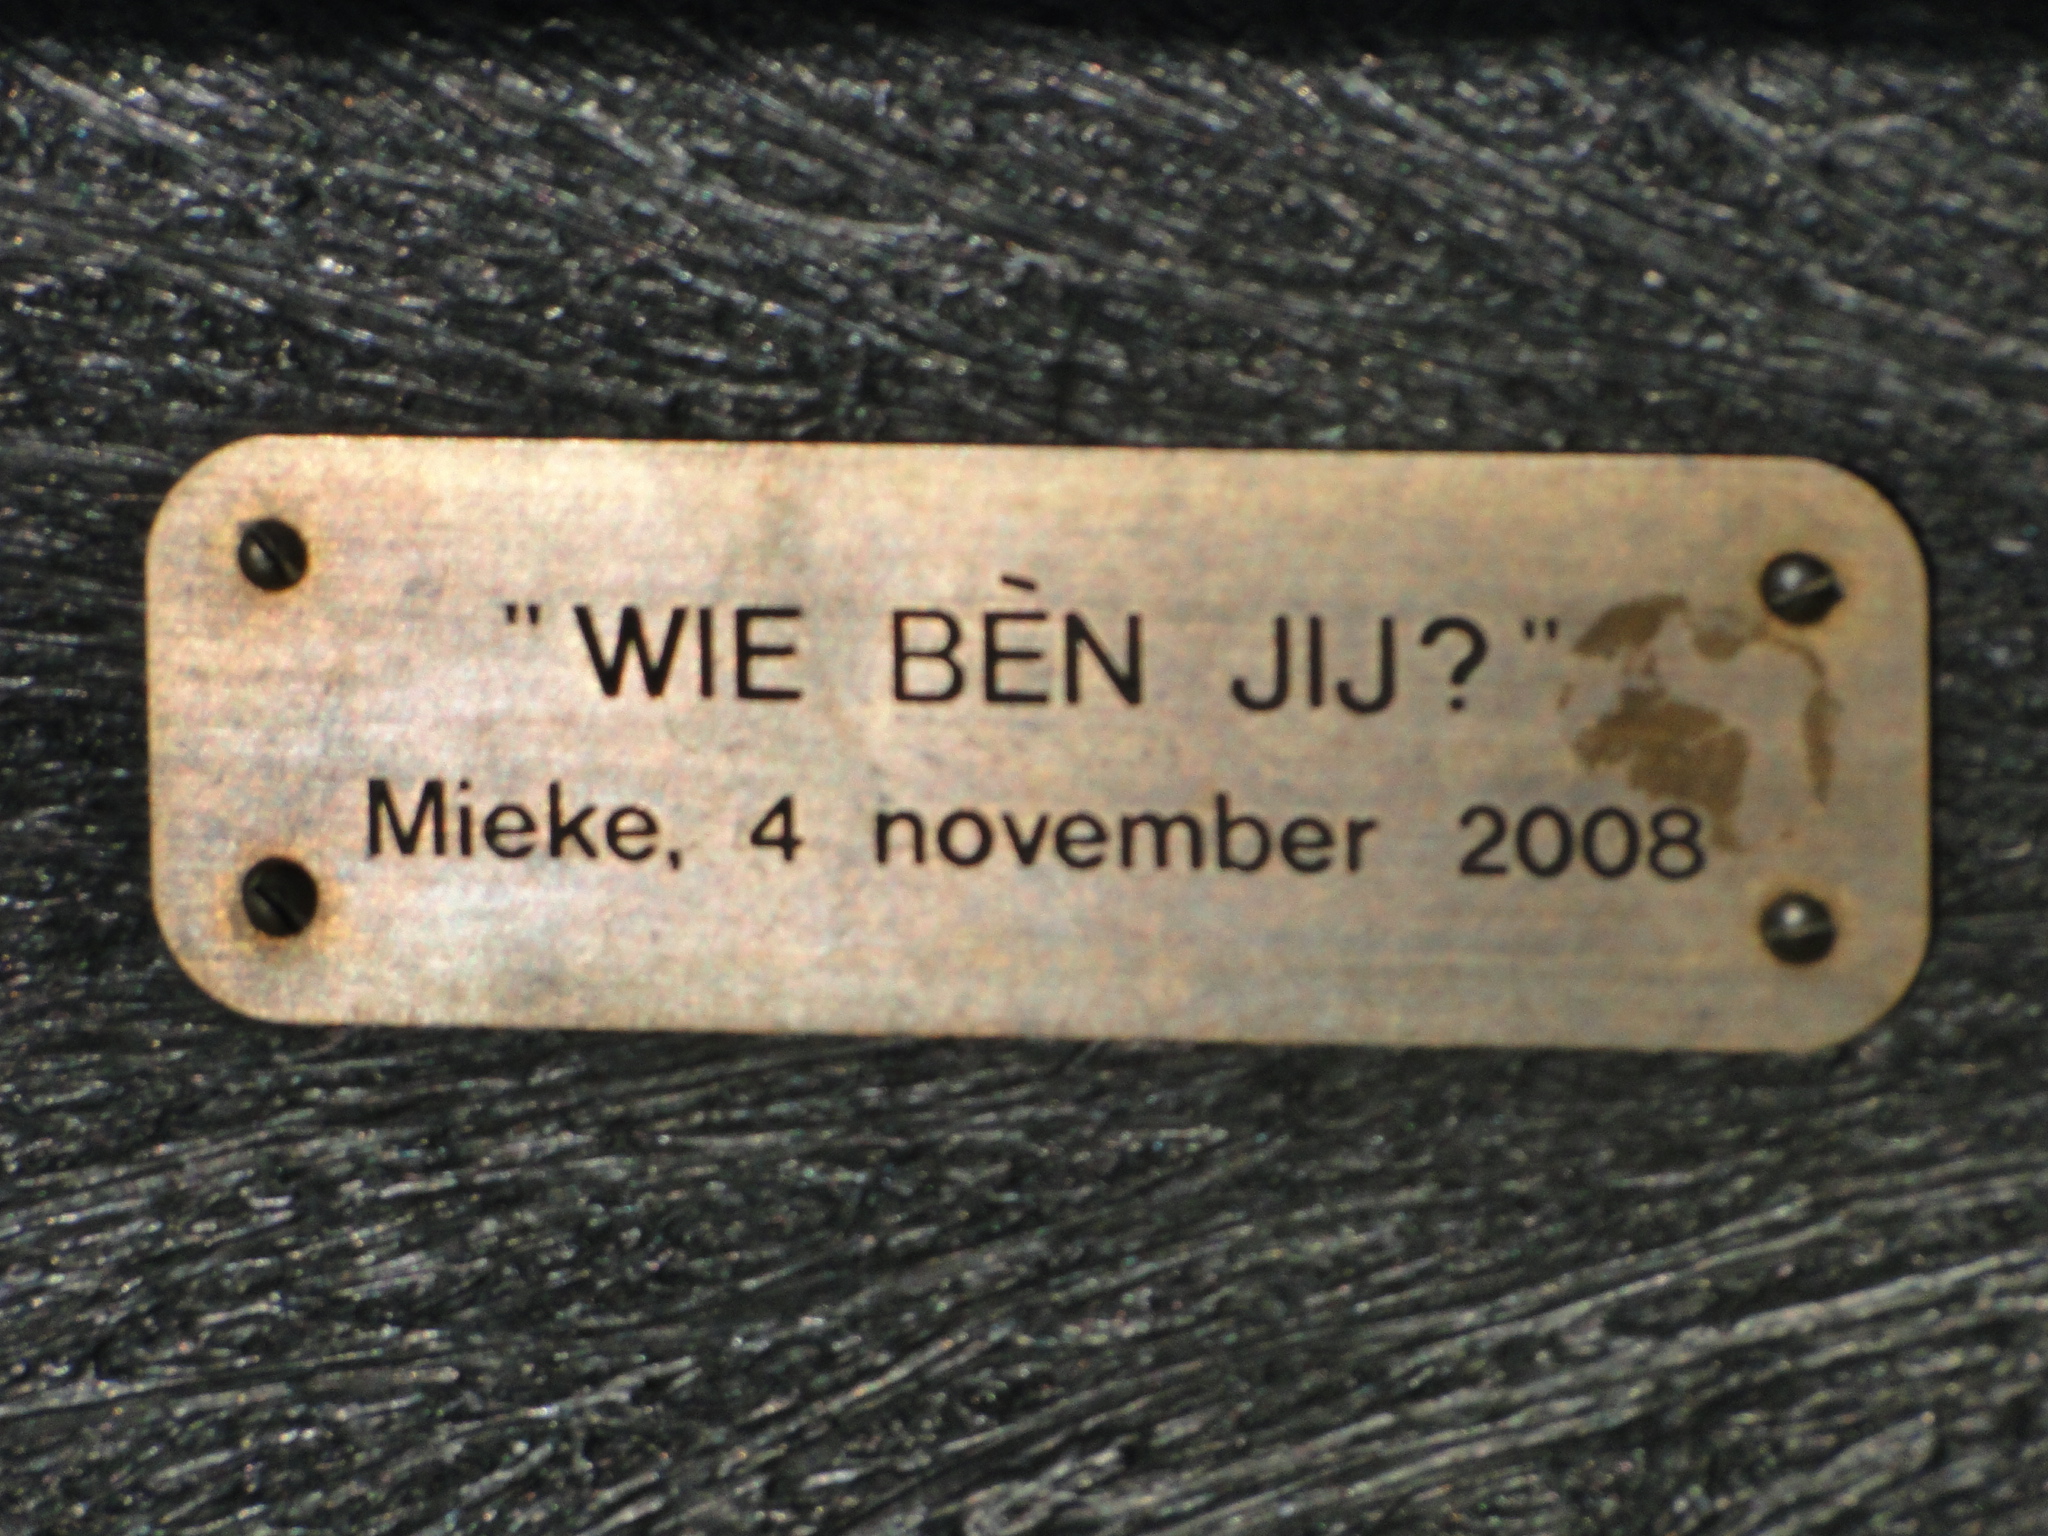 "WIE BÈN JIJ?"
Mieke, 4 november 2008